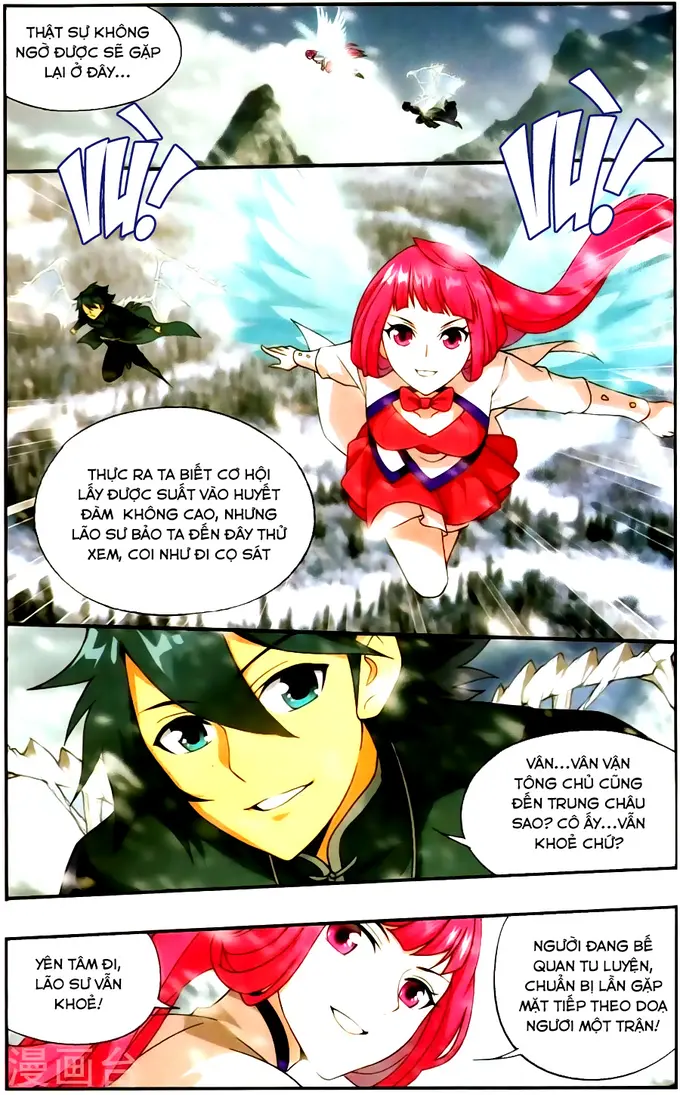 THẬT SỰ KHÔNG
NGỜ ĐƯỢC SẼ GẶP
LẠI Ở ĐÂY...
VÙ!
VÙ!
THỰC RA TA BIẾT CƠ HỘI
LẤY ĐƯỢC SUẤT VÀO HUYẾT
ĐÀM KHÔNG CAO, NHƯNG
LÃO SƯ BẢO TA ĐẾN ĐÂY THỬ
XEM, COI NHƯ ĐI CỌ SÁT
VÂN...VÂN VẬN
TÔNG CHỦ CŨNG
ĐẾN TRUNG CHÂU
SAO? CÔ ẤY...VẪN
KHOẺ CHỨ?
YÊN TÂM ĐI,
LÃO SƯ VẪN
KHOẺ!
NGƯỜI ĐANG BẾ
QUAN TU LUYỆN,
CHUẨN BỊ LẦN GẶP
MẶT TIẾP THEO DOẠ
NGƯƠI MỘT TRẬN!
漫画台